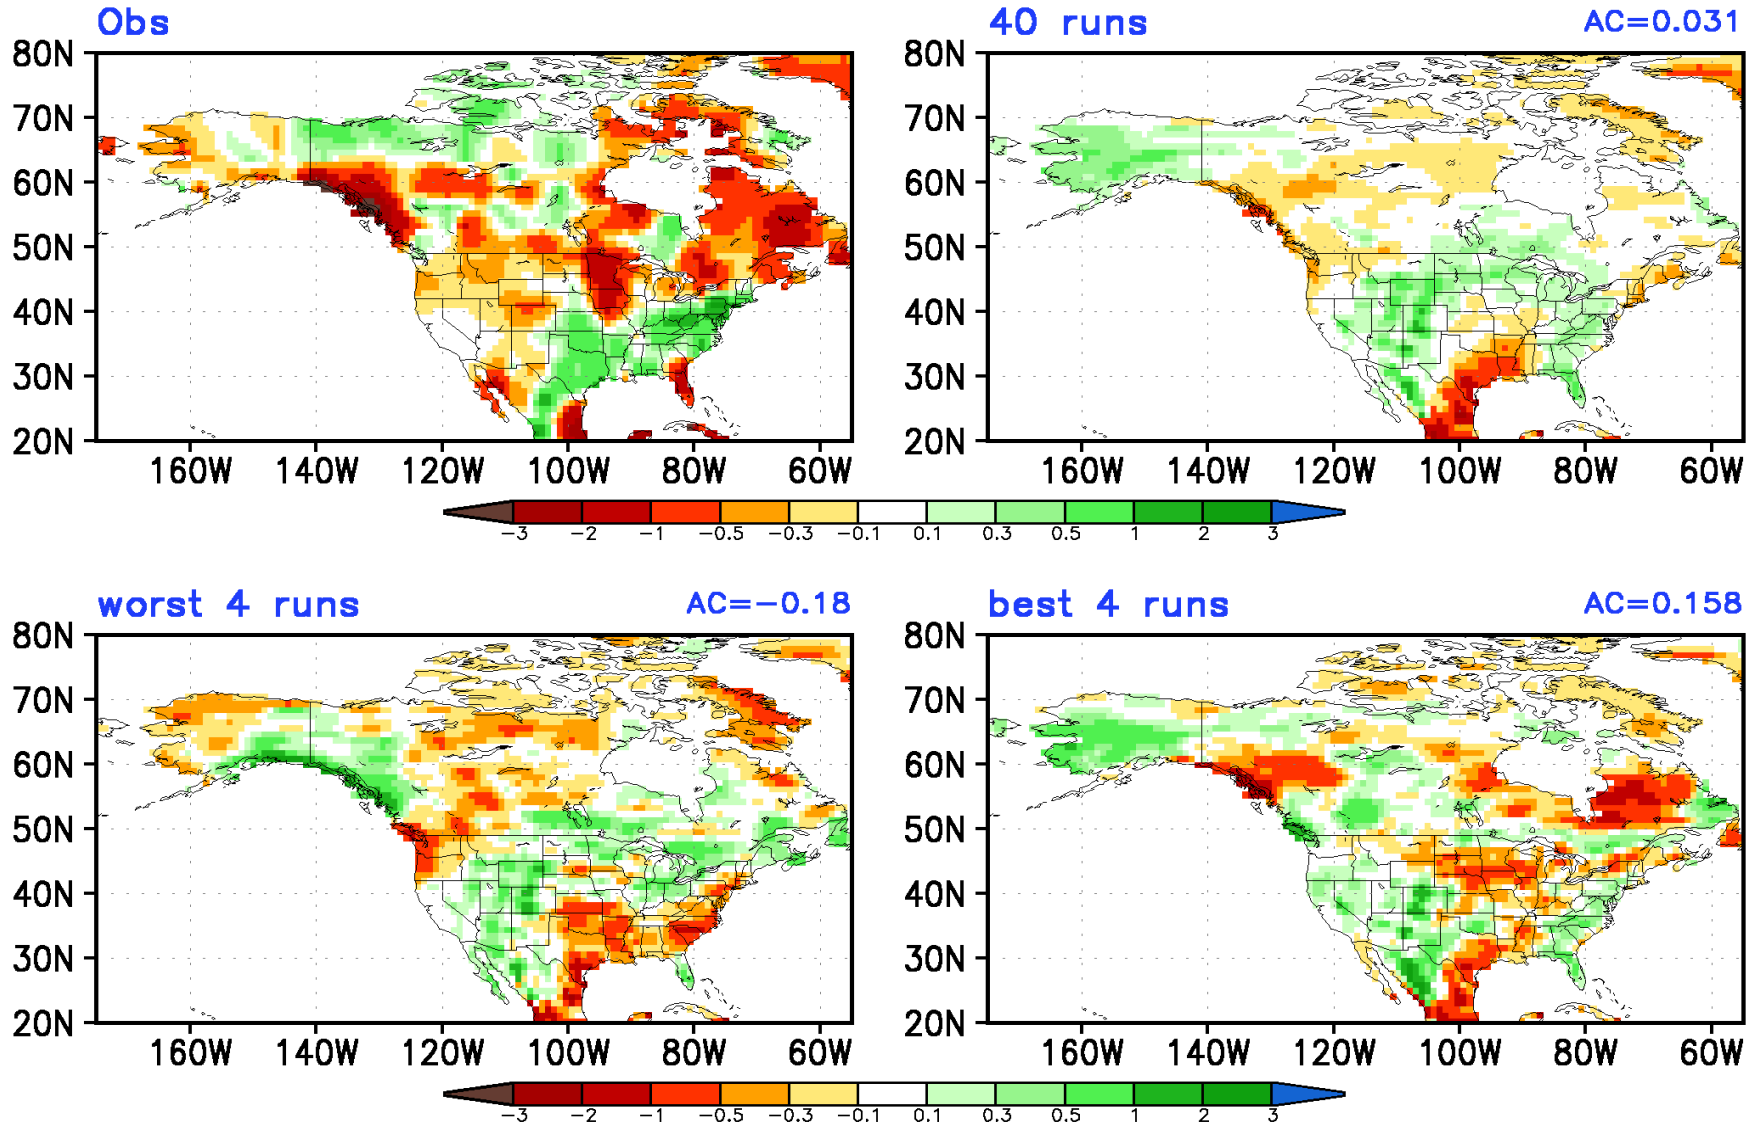 Obs
40 runs AC=0.031
80N 80N
70N 70N
60N 60N
50N 50N
40N 40N
30N 30N
20N 20N
160W 140W 120W 100W 80W 60W 160W 140W 120W 100W 80W 60W
-3 -2 -1 -0.5 -0.3 -0.1 0.1 0.3 0.5 1 2 3
worst 4 runs AC=-0.18
best 4 runs AC=0.158
80N 80N
70N 70N
60N 60N
50N 50N
40N 40N
30N 30N
20N 20N
160W 140W 120W 100W 80W 60W 160W 140W 120W 100W 80W 60W
-3 -2 -1 -0.5 -0.3 -0.1 0.1 0.3 0.5 1 2 3